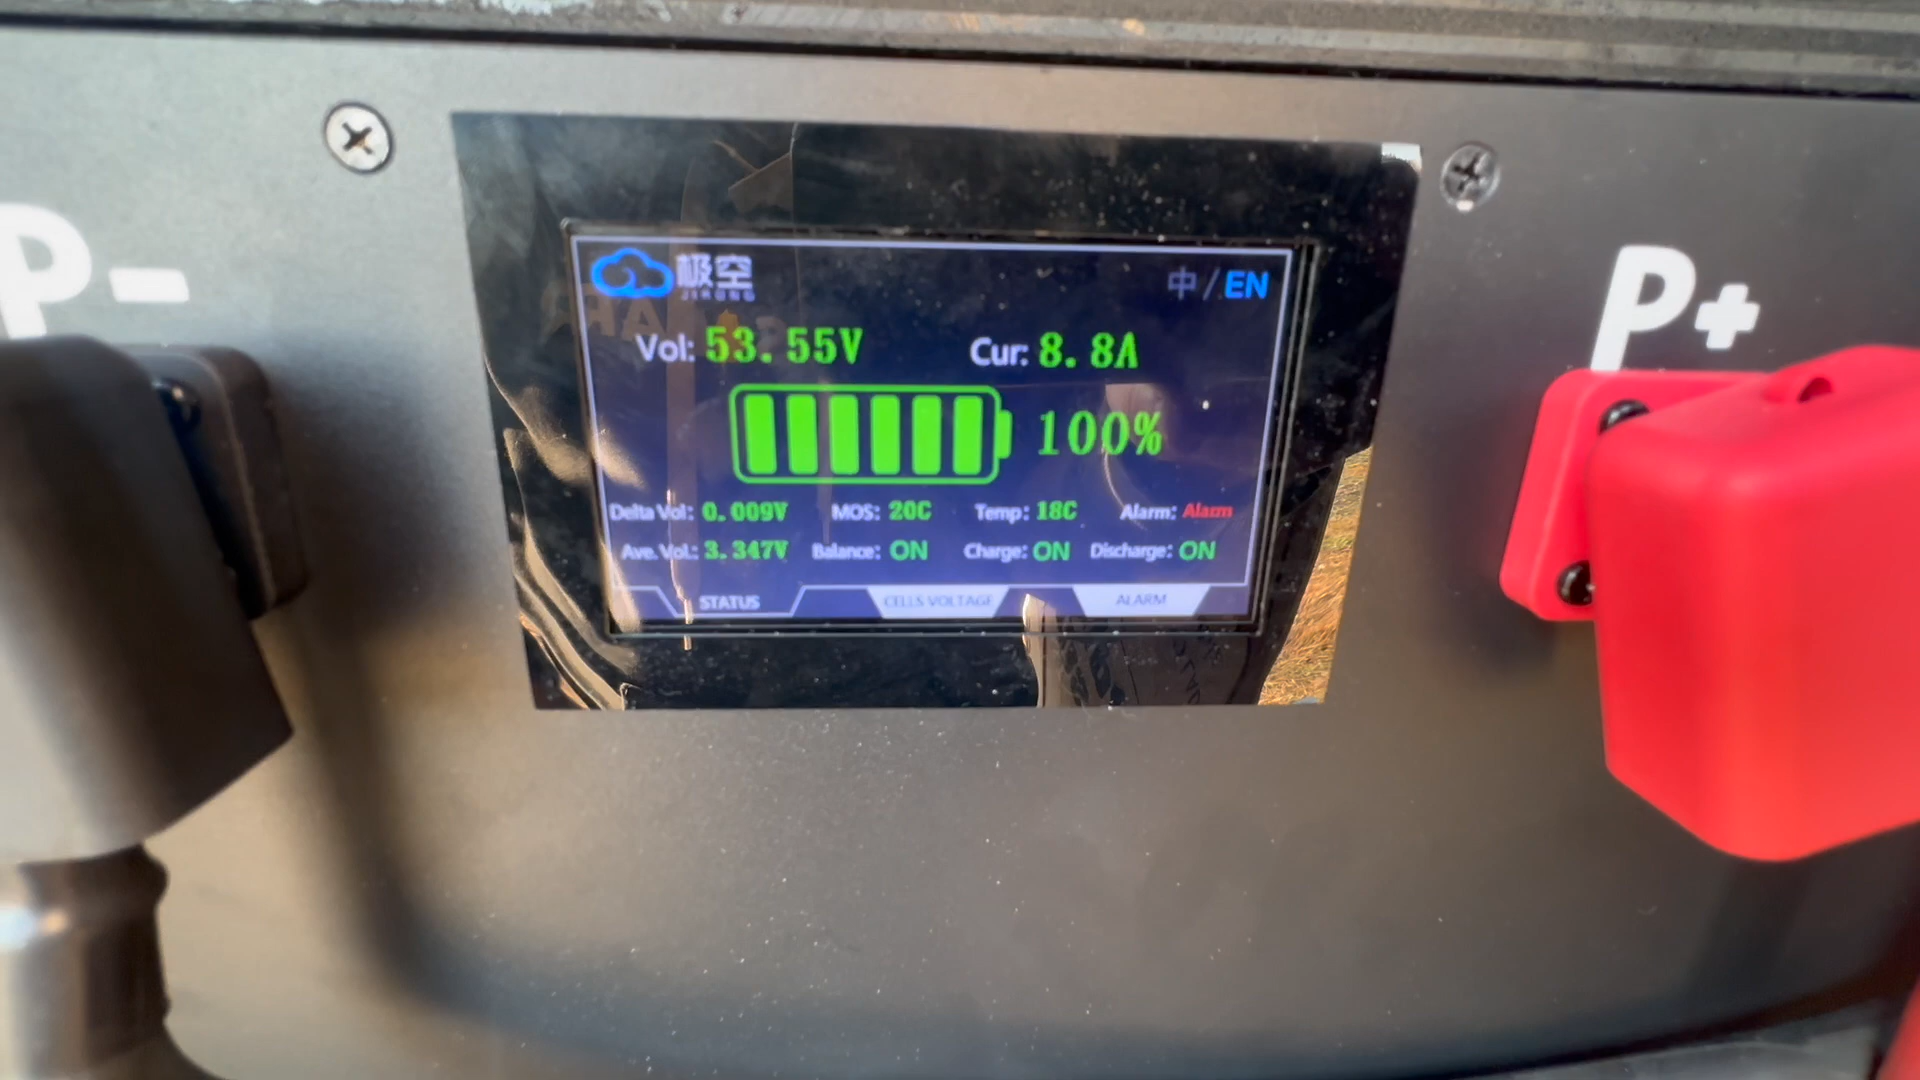 P-
P+
极空
JIKONG
中/EN
Vol: 53.55V
Cur: 8.8A
100%
Delta Vol: 0.009V MOS: 20C Temp: 18C Alarm: Alarm
Ave. Vol.: 3.347V Balance: ON Charge: ON Discharge: ON
STATUS CELLS VOLTAGE ALARM